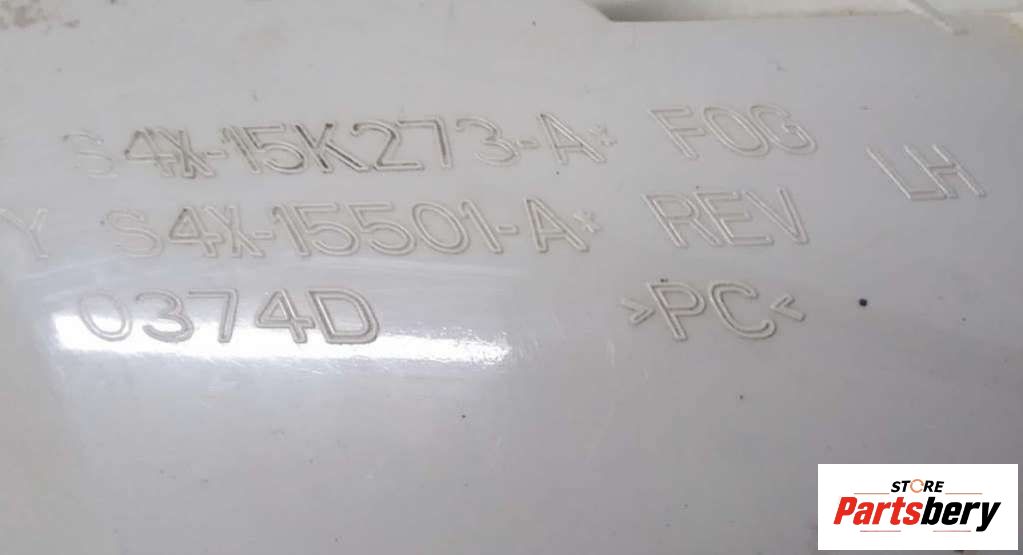 S4X-15K273-A* FOG
LH
Y S4X-15501-A* REV
0374D >PC<
STORE
Partsbery